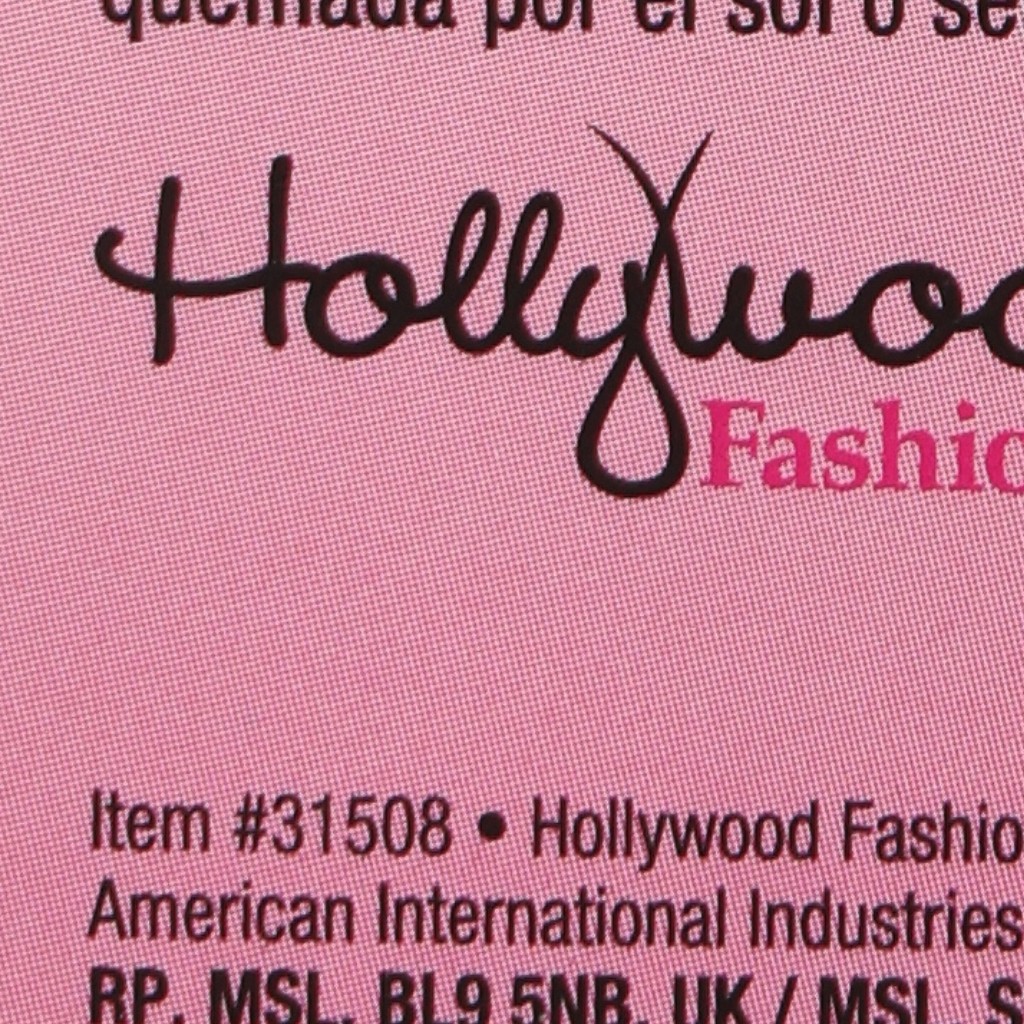 quemada por el sol o se
Hollywoo
Fashio
Item #31508 • Hollywood Fashio
American International Industries
RP, MSL, BL9 5NB, UK / MSL, S